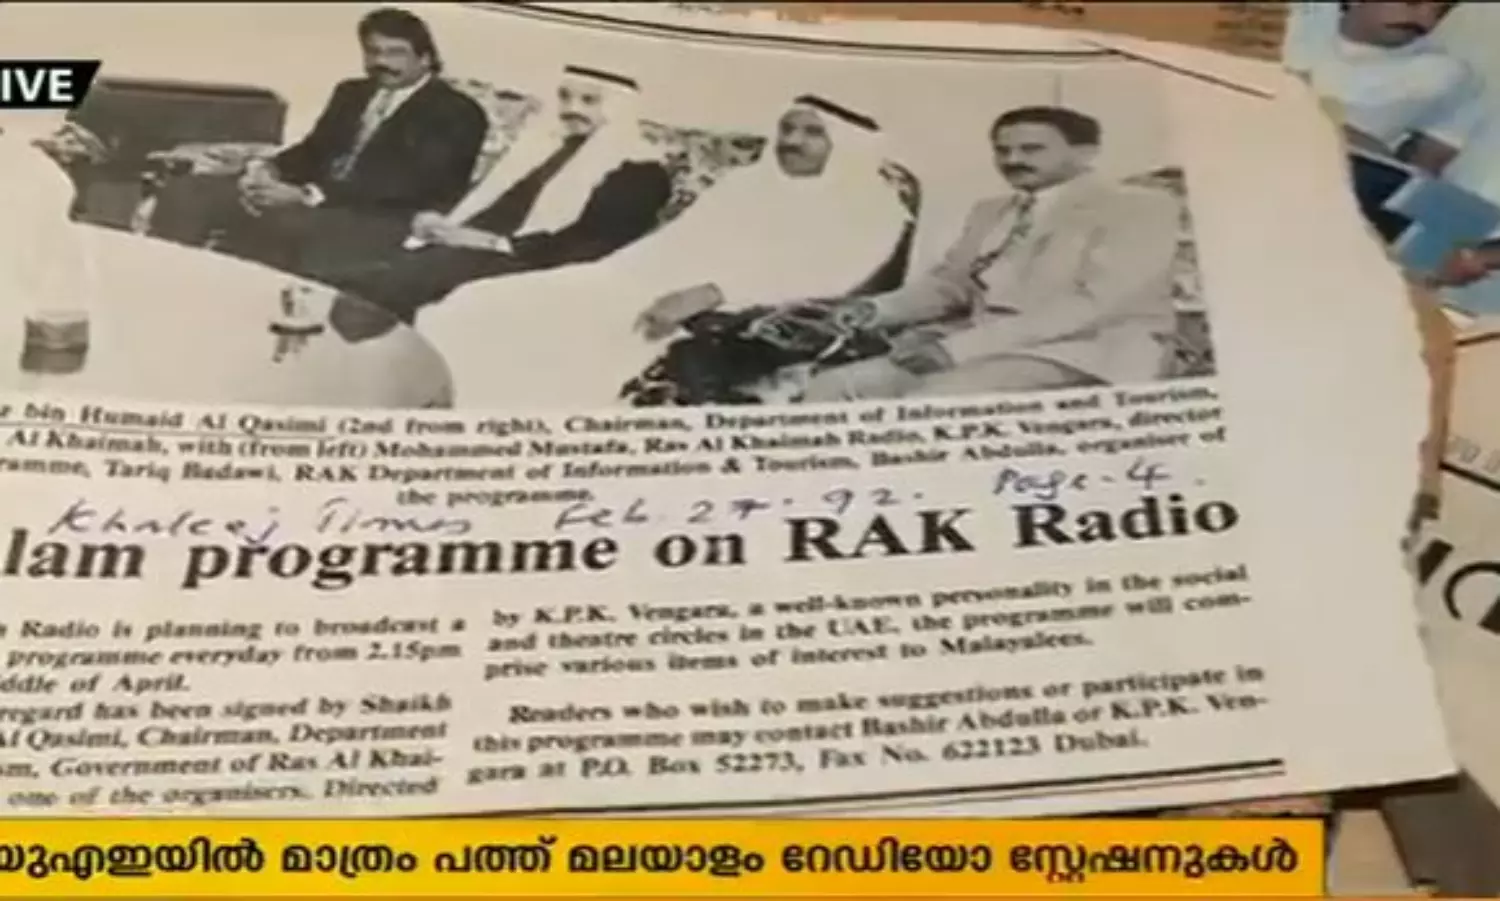 IVE
bin Humaid Al Qasimi (2nd from right), Chairman, Department of Information and Tourism,
Al Khaimah, with (from left) Mohammed Mustafa, Ras Al Khaimah Radio, K.P.K. Vengara, director
ramme, Tariq Badawi, RAK Department of Information & Tourism, Bashir Abdulla, organiser of
the programme.
Khaleej Times Feb. 27. 92. Page-4.
lam programme on RAK Radio
Radio is planning to broadcast a
programme everyday from 2.15pm
ddle of April.
regard has been signed by Shaikh
Al Qasimi, Chairman, Department
sm, Government of Ras Al Khai-
one of the organisers. Directed
by K.P.K. Vengara, a well-known personality in the social
and theatre circles in the UAE, the programme will com-
prise various items of interest to Malayalees.
Readers who wish to make suggestions or participate in
this programme may contact Bashir Abdulla or K.P.K. Ven-
gara at P.O. Box 52273, Fax No. 622123 Dubai.
യുഎഇയിൽ മാത്രം പത്ത് മലയാളം റേഡിയോ സ്റ്റേഷനുകൾ